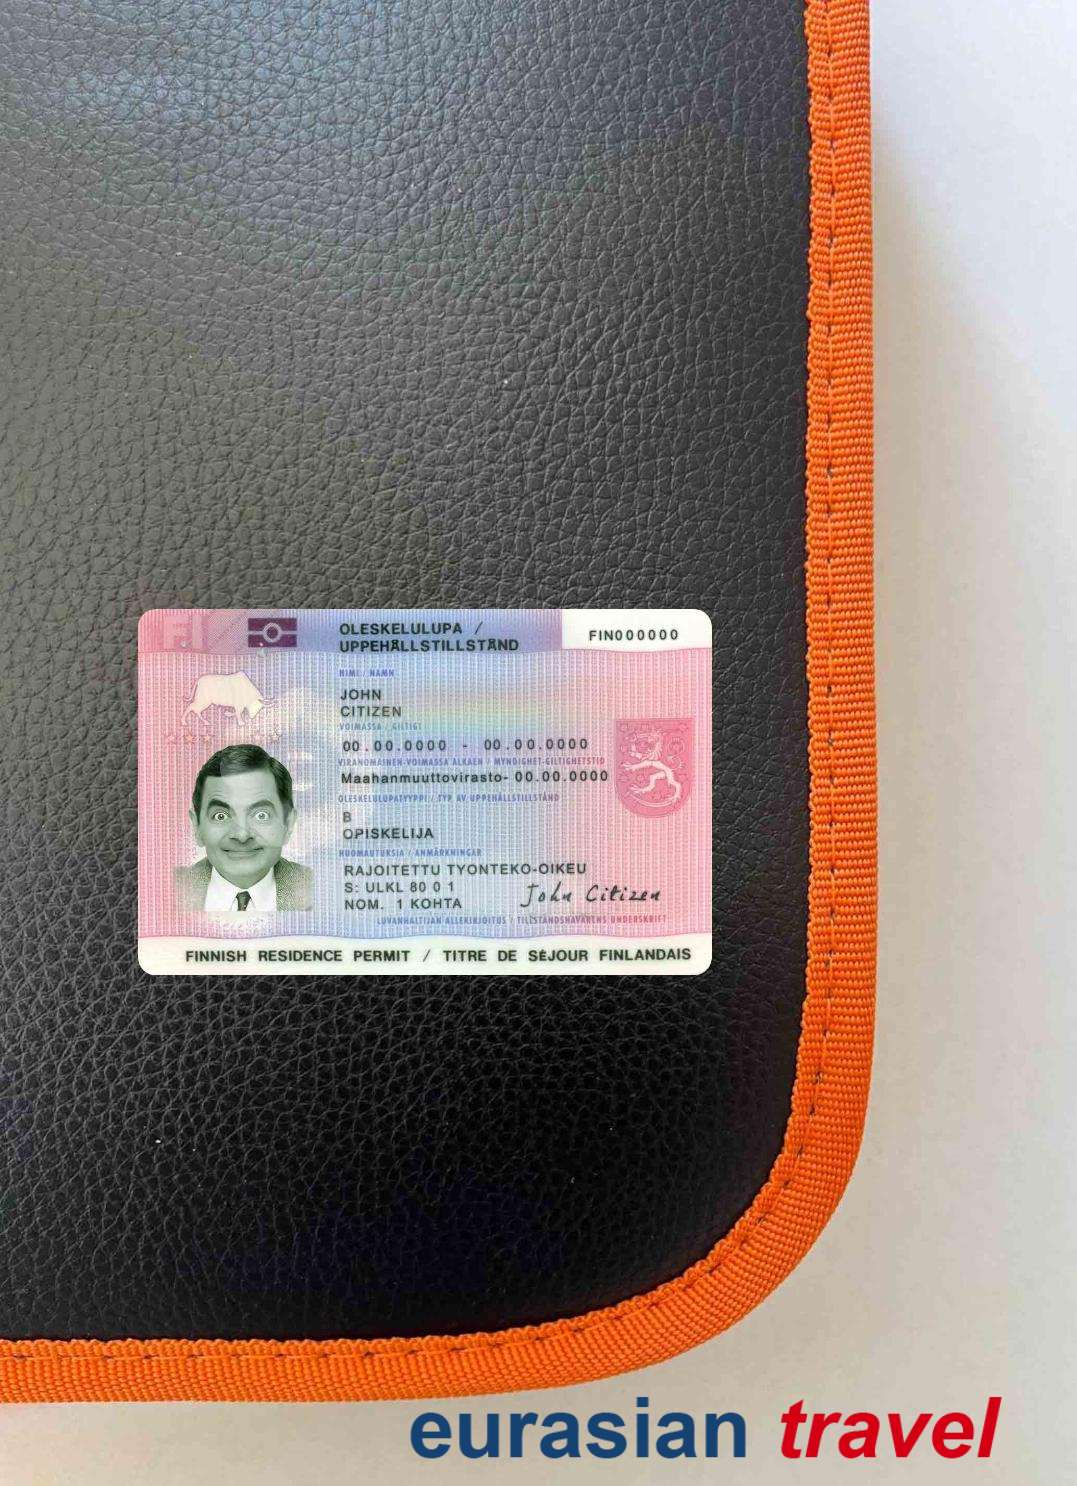 OLESKELULUPA /
UPPEHÅLLSTILLSTÅND
FIN000000
NIMI / NAMN
JOHN
CITIZEN
VOIMASSA / GILTIGT
00.00.0000 - 00.00.0000
VIRANOMAINEN-VOIMASSA ALKAEN / MYNDIGHET-GILTIGHETSTID
Maahanmuuttovirasto- 00.00.0000
OLESKELULUPATYYPPI / TYP AV UPPEHÅLLSTILLSTÅND
B
OPISKELIJA
HUOMAUTUKSIA / ANMÄRKNINGAR
RAJOITETTU TYONTEKO-OIKEU
S: ULKL 80 0 1
NOM. 1 KOHTA
John Citizen
LUVANHALTIJAN ALLEKIRJOITUS / TILLSTÅNDSHAVARENS UNDERSKRIFT
FINNISH RESIDENCE PERMIT / TITRE DE SÉJOUR FINLANDAIS
eurasian travel